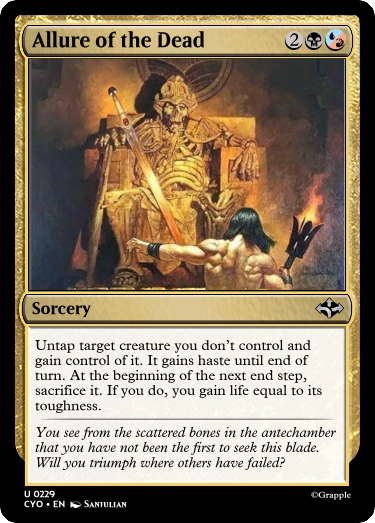 Allure of the Dead 2
Sorcery
Untap target creature you don't control and
gain control of it. It gains haste until end of
turn. At the beginning of the next end step,
sacrifice it. If you do, you gain life equal to its
toughness.
You see from the scattered bones in the antechamber
that you have not been the first to seek this blade.
Will you triumph where others have failed?
U 0229
CYO • EN Sanjulian
©Grapple